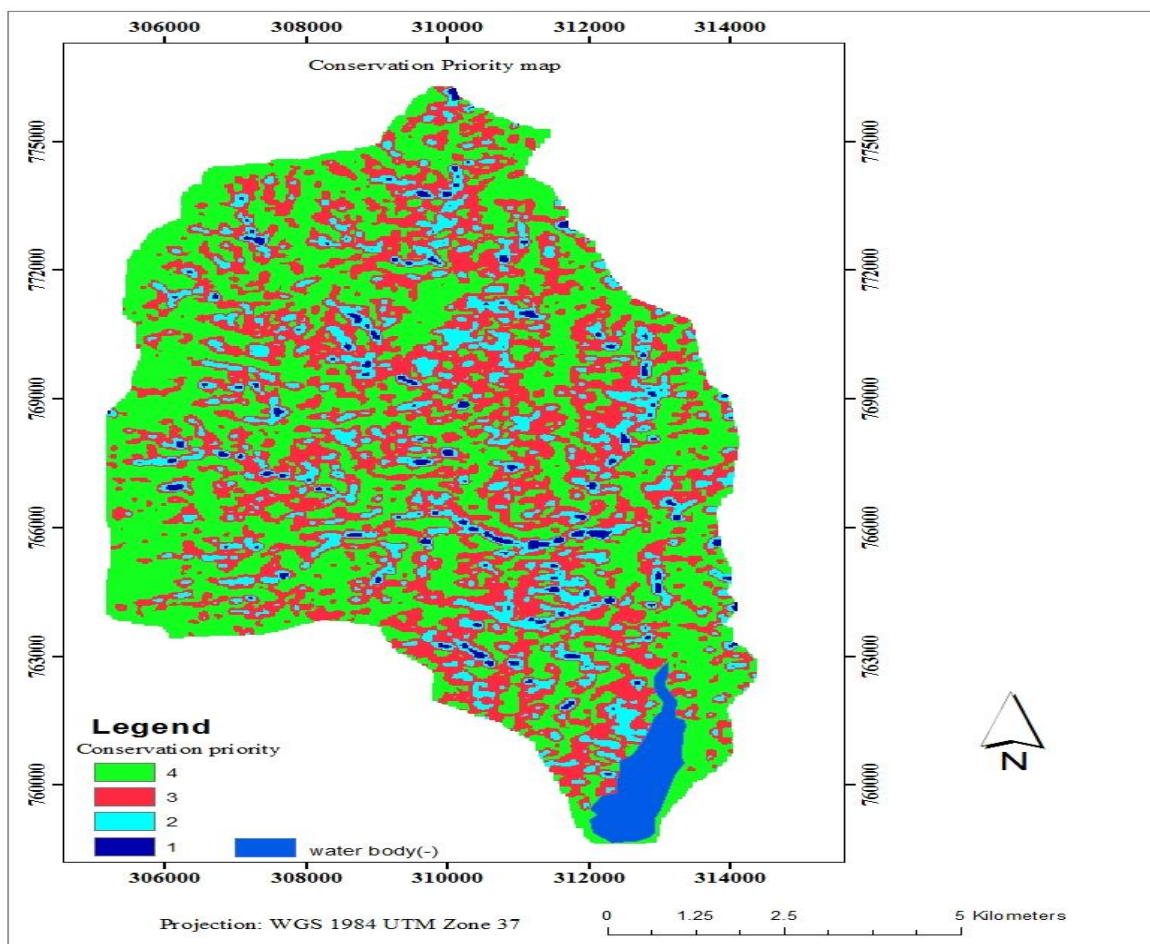 306000 308000 310000 312000 314000
Conservation Priority map
775000 775000
772000 772000
769000 769000
766000 766000
763000 763000
760000 760000
Legend
Conservation priority
4
3
2
1 water body(-)
306000 308000 310000 312000 314000
N
Projection: WGS 1984 UTM Zone 37
0 1.25 2.5 5 Kilometers